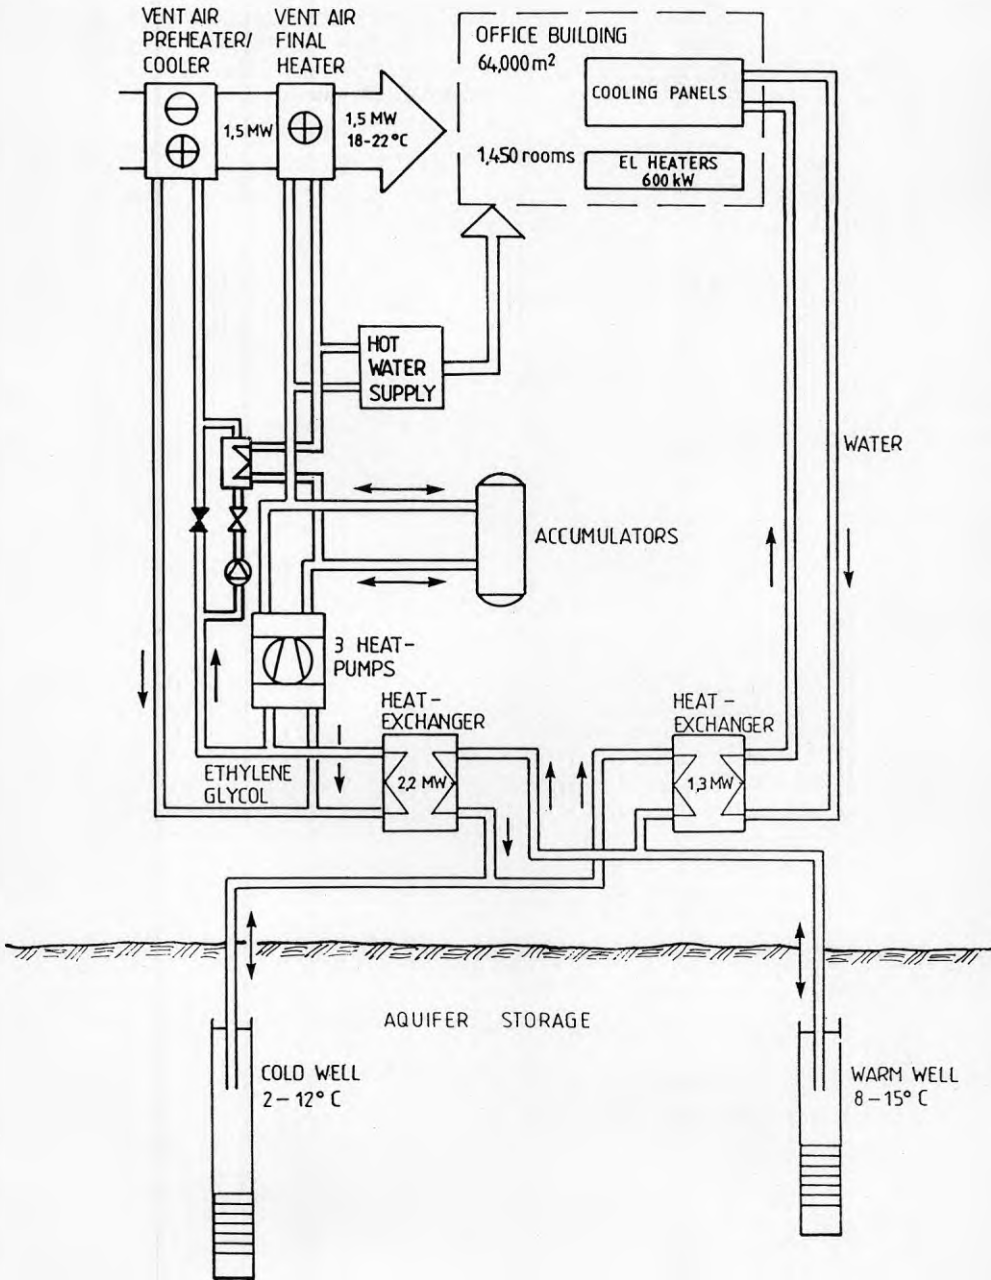 VENT AIR
PREHEATER/
COOLER
VENT AIR
FINAL
HEATER
1,5 MW
1,5 MW
18-22°C
OFFICE BUILDING
64,000 m²
COOLING PANELS
1,450 rooms
EL HEATERS
600 kW
HOT
WATER
SUPPLY
WATER
ACCUMULATORS
3 HEAT-
PUMPS
HEAT-
EXCHANGER
2,2 MW
HEAT-
EXCHANGER
1,3 MW
ETHYLENE
GLYCOL
AQUIFER STORAGE
COLD WELL
2-12°C
WARM WELL
8-15°C